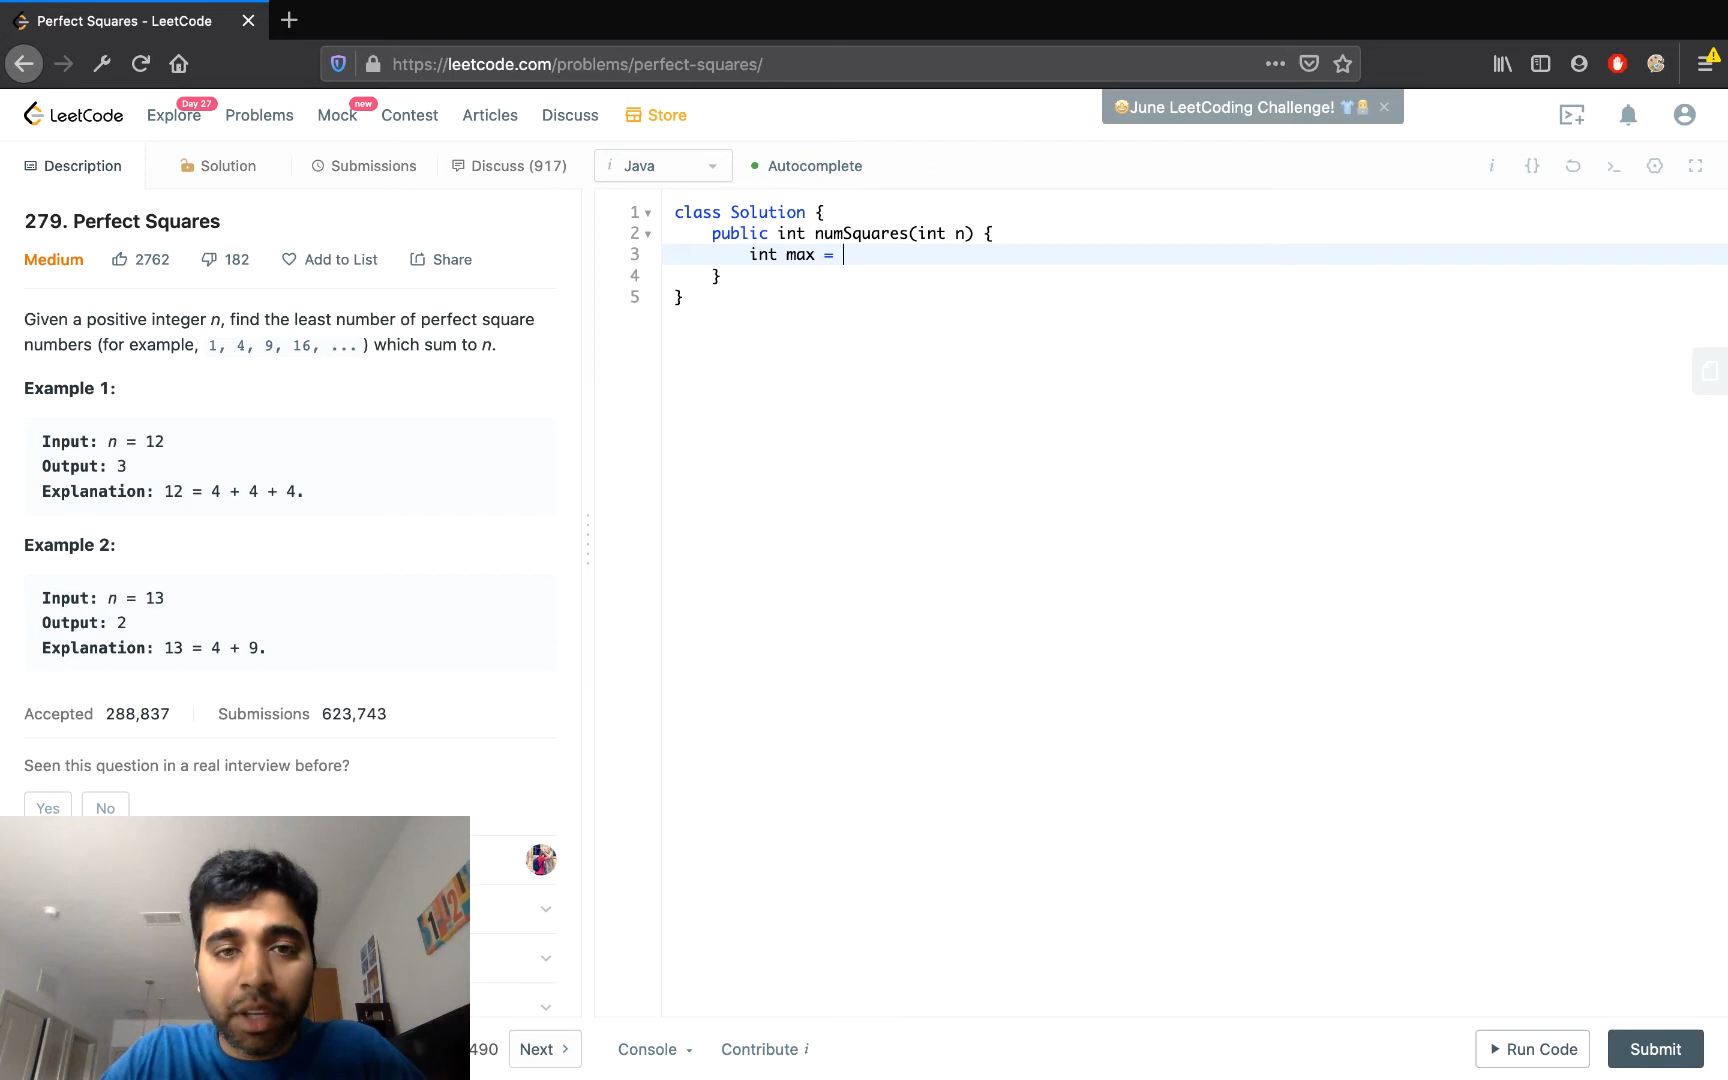 Perfect Squares - LeetCode
https://leetcode.com/problems/perfect-squares/
LeetCode
Explore
Day 27
Problems
Mock
new
Contest
Articles
Discuss
Store
🤩June LeetCoding Challenge! 👕
Description
Solution
Submissions
Discuss (917)
i Java
Autocomplete
279. Perfect Squares
Medium
2762
182
Add to List
Share
Given a positive integer n, find the least number of perfect square
numbers (for example, 1, 4, 9, 16, ... ) which sum to n.
Example 1:
Input: n = 12
Output: 3
Explanation: 12 = 4 + 4 + 4.
Example 2:
Input: n = 13
Output: 2
Explanation: 13 = 4 + 9.
Accepted 288,837
Submissions 623,743
Seen this question in a real interview before?
Yes
No
1 class Solution {
2 public int numSquares(int n) {
3 int max =
4 }
5 }
490
Next >
Console
Contribute i
Run Code
Submit